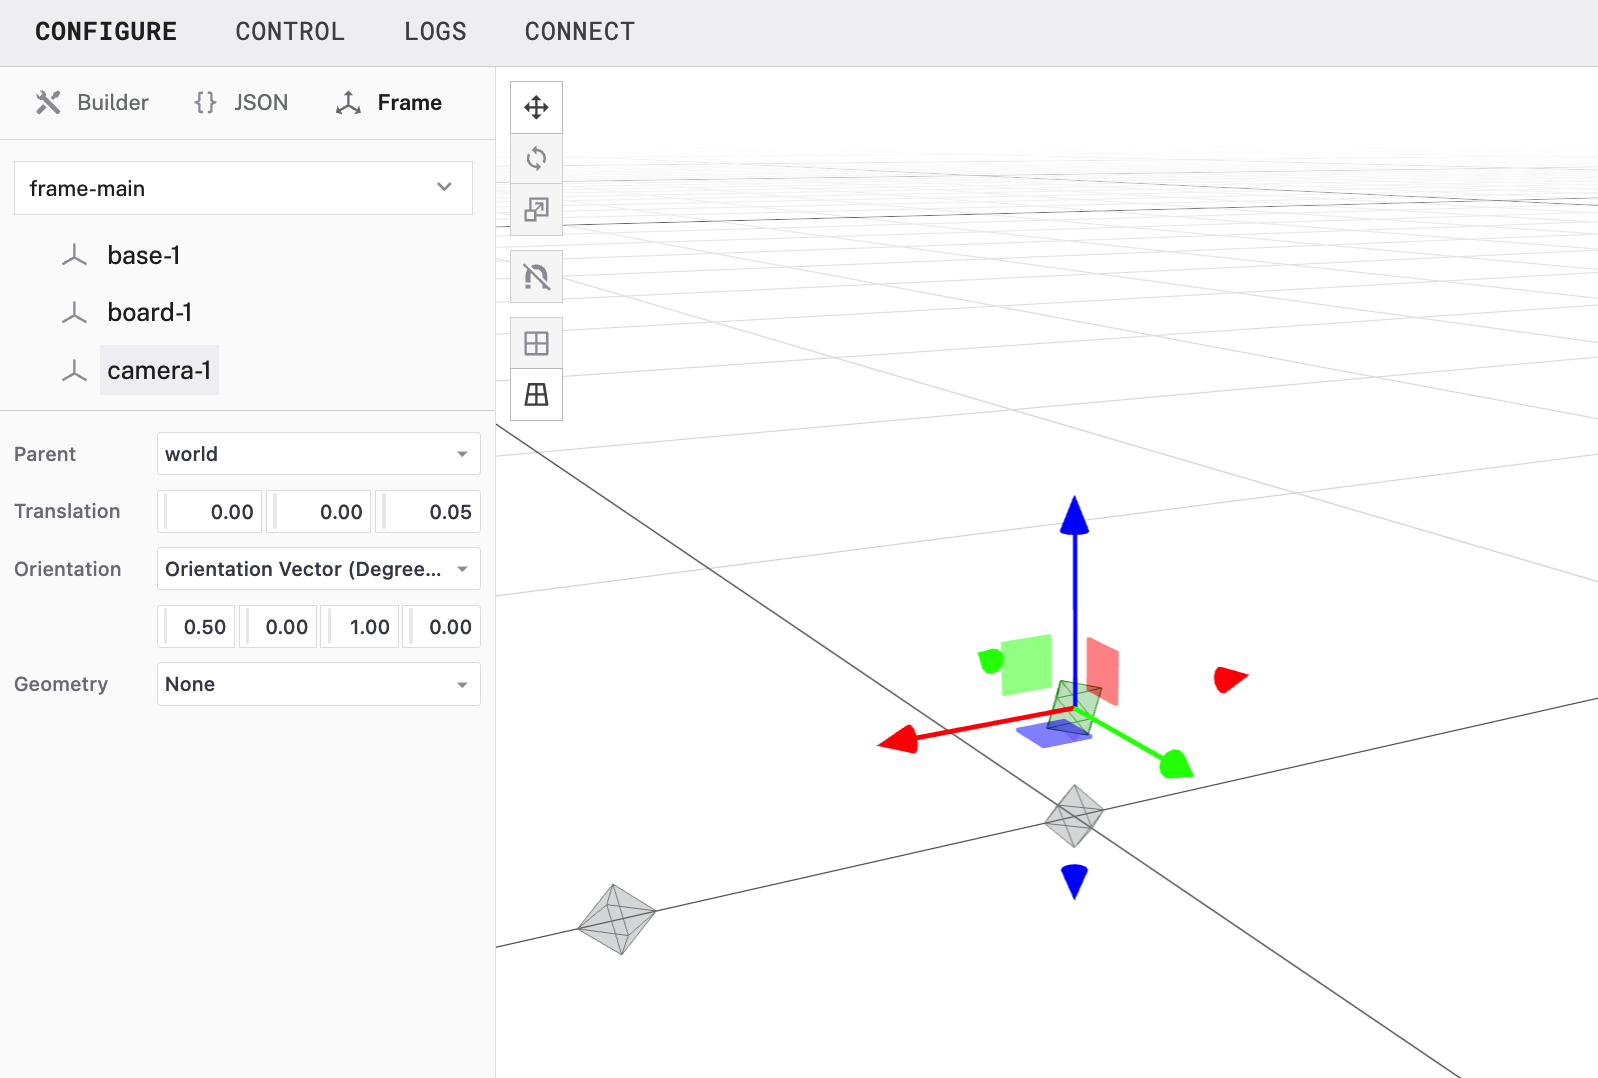 CONFIGURE CONTROL LOGS CONNECT
Builder {} JSON Frame
frame-main
base-1
board-1
camera-1
Parent world
Translation 0.00 0.00 0.05
Orientation Orientation Vector (Degree...
0.50 0.00 1.00 0.00
Geometry None